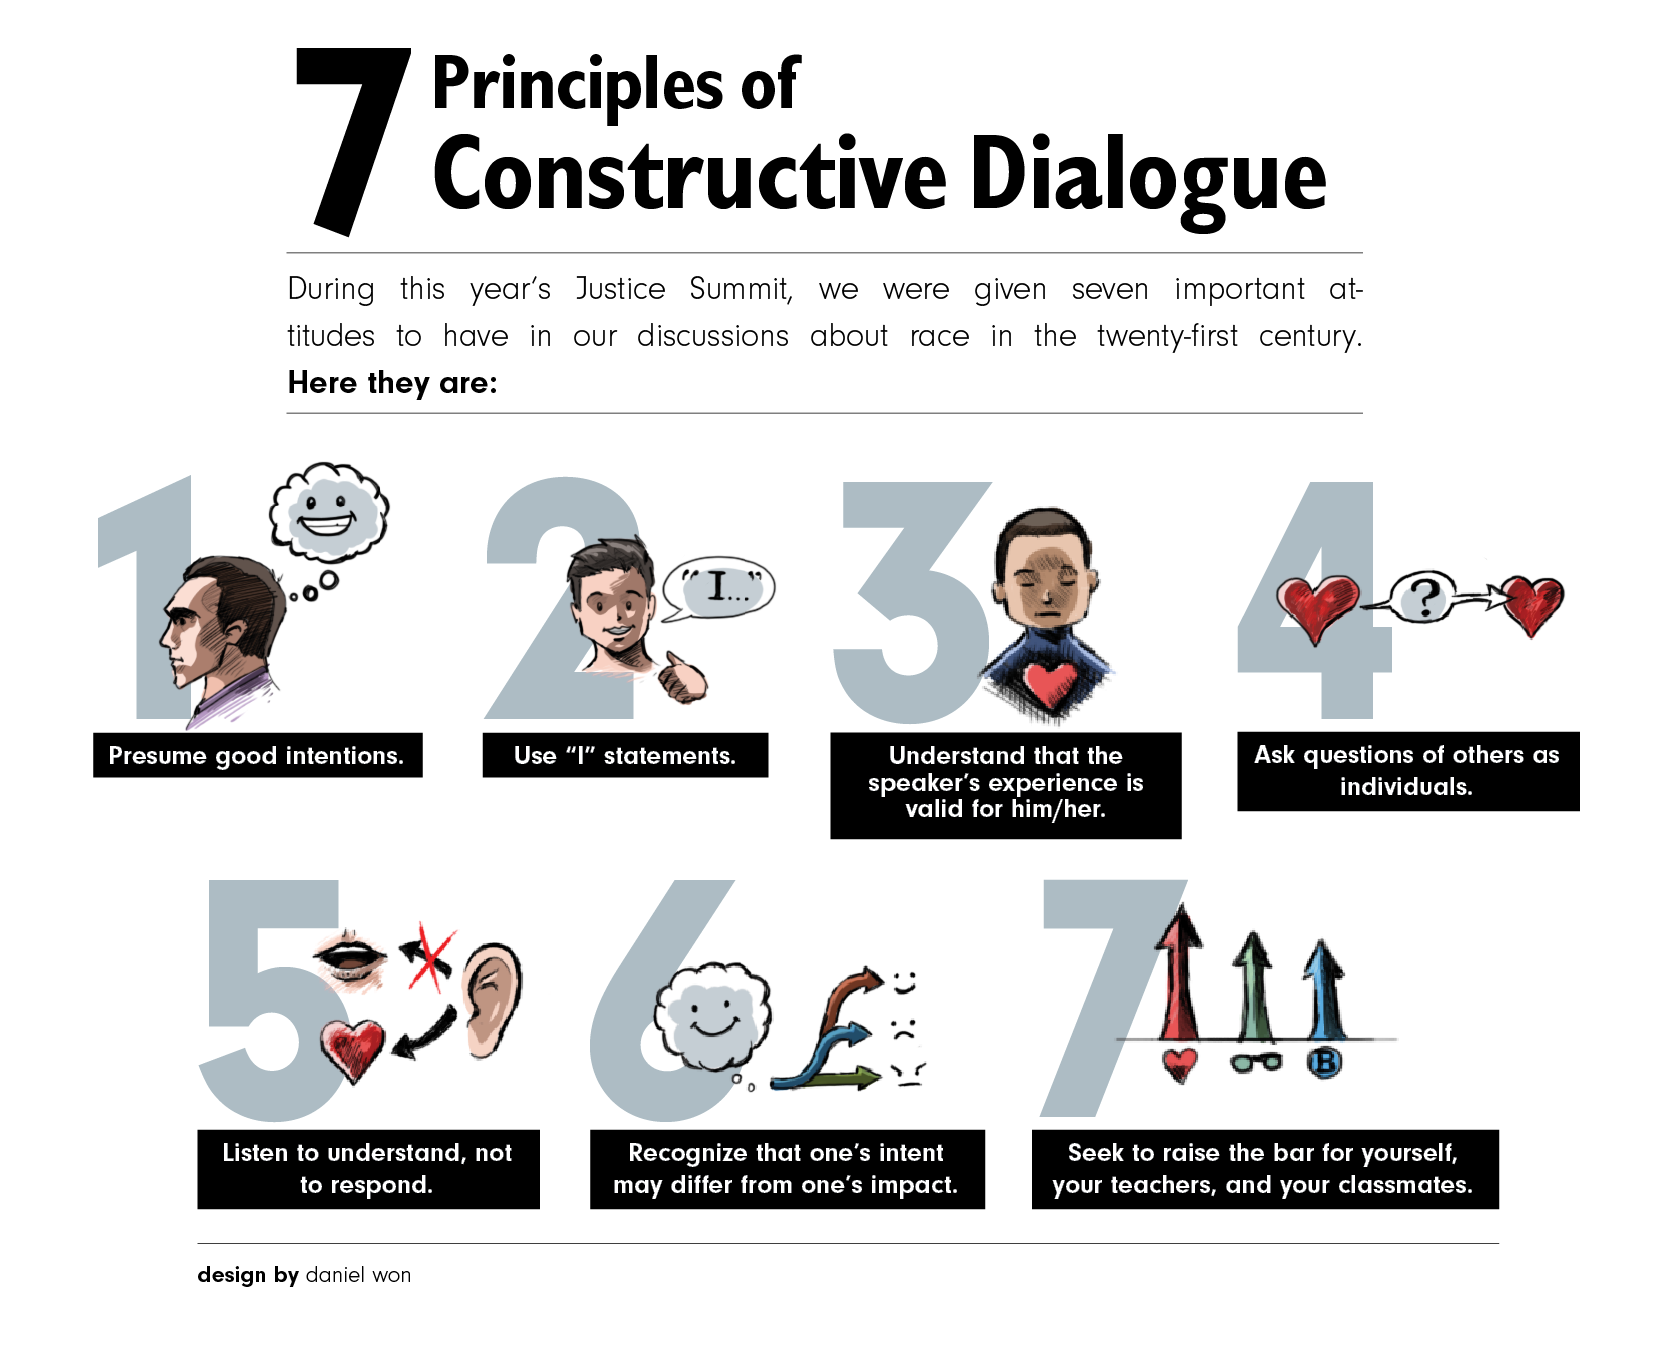 7 Principles of
Constructive Dialogue
During this year’s Justice Summit, we were given seven important at-
titudes to have in our discussions about race in the twenty-first century.
Here they are:
1
Presume good intentions.
2
“I...”
Use “I” statements.
3
Understand that the
speaker’s experience is
valid for him/her.
4
?
Ask questions of others as
individuals.
5
Listen to understand, not
to respond.
6
Recognize that one’s intent
may differ from one’s impact.
7
B
Seek to raise the bar for yourself,
your teachers, and your classmates.
design by daniel won